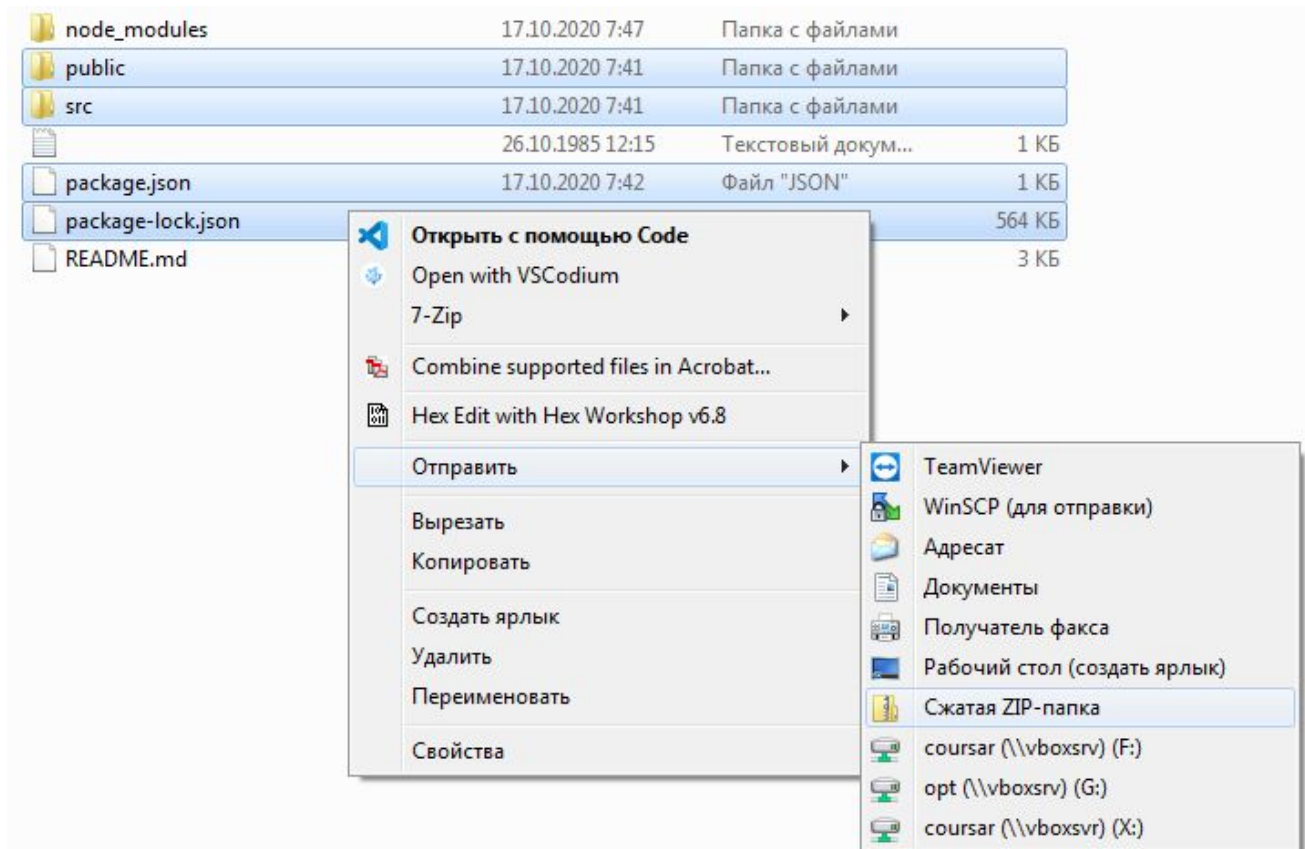 node_modules 17.10.2020 7:47 Папка с файлами
public 17.10.2020 7:41 Папка с файлами
src 17.10.2020 7:41 Папка с файлами
26.10.1985 12:15 Текстовый докум... 1 КБ
package.json 17.10.2020 7:42 Файл "JSON" 1 КБ
package-lock.json 564 КБ
README.md 3 КБ
Открыть с помощью Code
Open with VSCodium
7-Zip
Combine supported files in Acrobat...
Hex Edit with Hex Workshop v6.8
Отправить
Вырезать
Копировать
Создать ярлык
Удалить
Переименовать
Свойства
TeamViewer
WinSCP (для отправки)
Адресат
Документы
Получатель факса
Рабочий стол (создать ярлык)
Сжатая ZIP-папка
coursar (\\vboxsrv) (F:)
opt (\\vboxsrv) (G:)
coursar (\\vboxsvr) (X:)